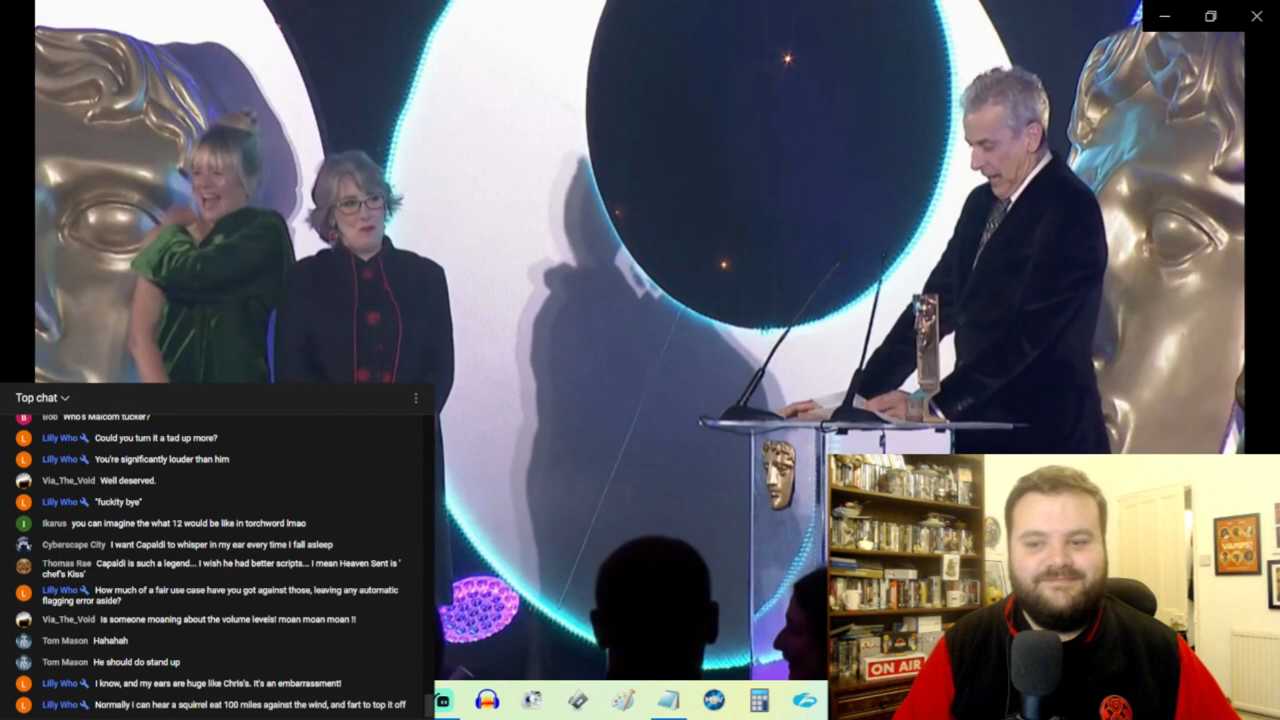 Top chat
Bob Who's Malcom tucker?
Lilly Who Could you turn it a tad up more?
Lilly Who You're significantly louder than him
Via_The_Void Well deserved.
Lilly Who "fuckity bye"
Ikarus you can imagine the what 12 would be like in torchword lmao
Cyberscape City I want Capaldi to whisper in my ear every time I fall asleep
Thomas Rae Capaldi is such a legend... I wish he had better scripts... I mean Heaven Sent is '
chef's Kiss'
Lilly Who How much of a fair use case have you got against those, leaving any automatic
flagging error aside?
Via_The_Void Is someone moaning about the volume levels! moan moan moan !!
Tom Mason Hahahah
Tom Mason He should do stand up
Lilly Who I know, and my ears are huge like Chris's. It's an embarrassment!
Lilly Who Normally I can hear a squirrel eat 100 miles against the wind, and fart to top it off
VAMPS!
ON AIR